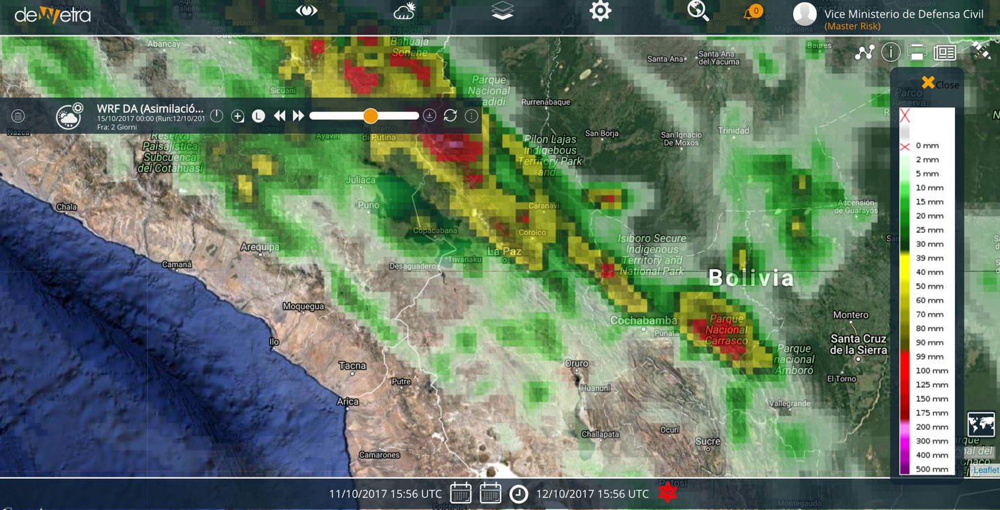 dewetra
0
Vice Ministerio de Defensa Civil
(Master Risk)
Calientes
Ollantaytambo
Magdalena
Abancay
Nacional
Bahuaja
Sonene
Santa Ana
Santa Ana
del Yacuma
Baures
Close
Sicuani
Parque
Nacional
Madidi
Rurrenabaque
WRF DA (Asimilació...
15/10/2017 00:00 (Run:12/10/201
Fra: 2 Giorni
L
Nazca
Espinar
Ayaviri
Distretto
di Putina
San Borja
San Ignacio
De Moxos
Trinidad
Reserva
Paisajística
Subcuenca
del Cotahuasi
Pilon Lajas
Indigenous
Territory Park
and...
Juliaca
Puno
Chala
Caranavi
Ascensión
de Guarayos
Copacabana
Coroico
Arequipa
La Paz
Tiwanaku
Desaguadero
Camaná
Isiboro Secure
Indigenous
Territory and
National Park
Bolivia
Moquegua
Cochabamba
Punata
Parque
Nacional
Carrasco
Montero
Santa Cruz
de la Sierra
Ilo
Tacna
Oruro
Parque
nacional
Amboró
El Torno
Putre
Huanuni
Arica
Vallegrande
Challapata
Ocurí
Sucre
Camarones
0 mm
2 mm
5 mm
10 mm
15 mm
20 mm
25 mm
30 mm
39 mm
40 mm
50 mm
60 mm
70 mm
80 mm
90 mm
99 mm
100 mm
125 mm
150 mm
175 mm
200 mm
300 mm
400 mm
500 mm
Leaflet
Potosí
11/10/2017 15:56 UTC
12/10/2017 15:56 UTC
Colchane
Monteagudo